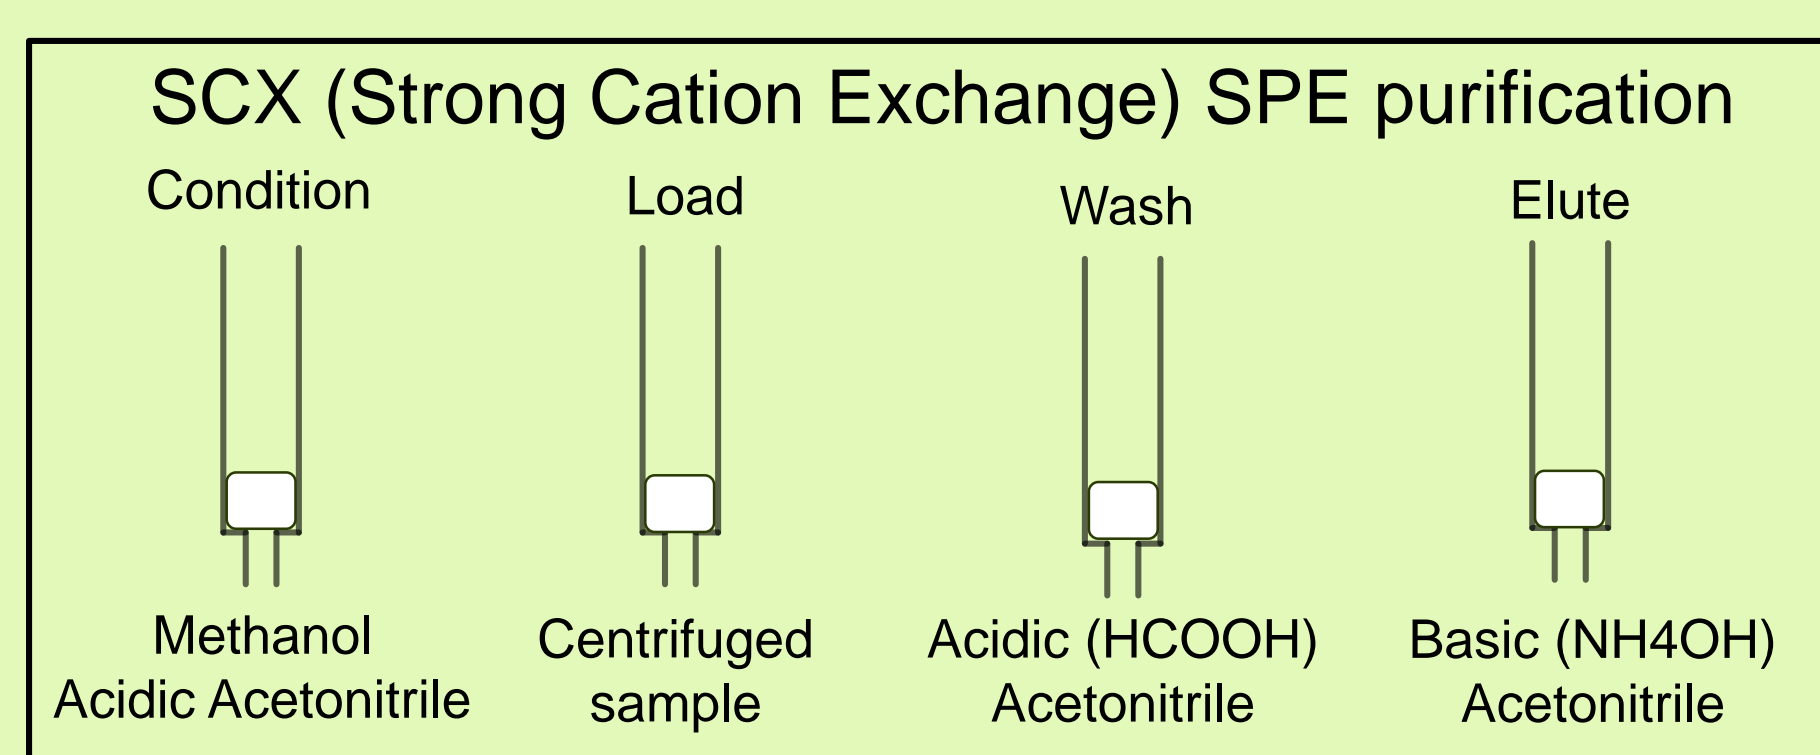 SCX (Strong Cation Exchange) SPE purification
Condition
Load
Wash
Elute
Methanol
Acidic Acetonitrile
Centrifuged
sample
Acidic (HCOOH)
Acetonitrile
Basic (NH4OH)
Acetonitrile